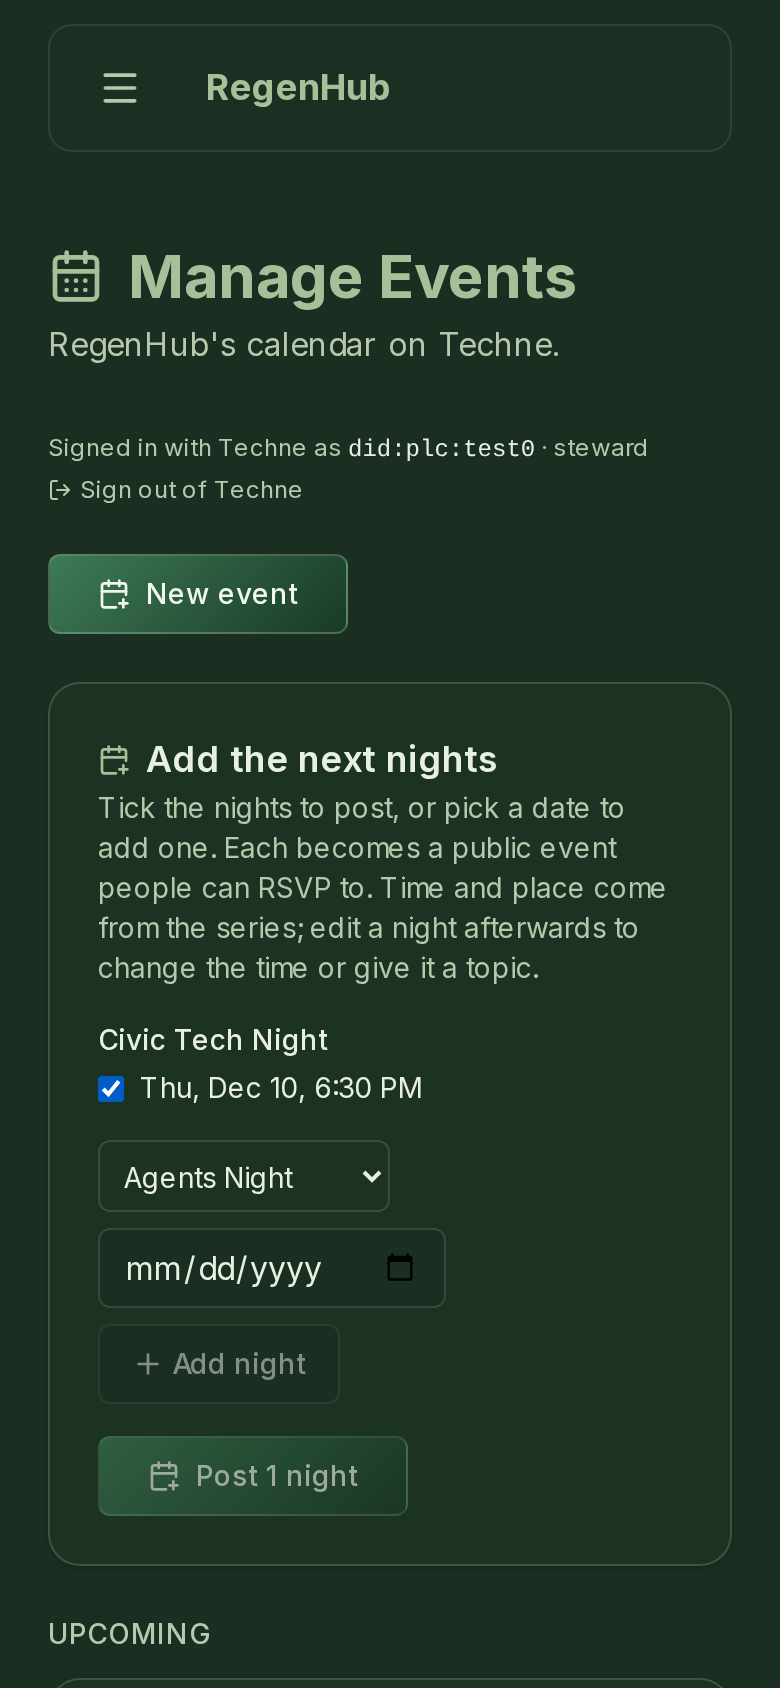 RegenHub
Manage Events
RegenHub's calendar on Techne.
Signed in with Techne as did:plc:test0 · steward
Sign out of Techne
New event
Add the next nights
Tick the nights to post, or pick a date to
add one. Each becomes a public event
people can RSVP to. Time and place come
from the series; edit a night afterwards to
change the time or give it a topic.
Civic Tech Night
Thu, Dec 10, 6:30 PM
Agents Night
mm/dd/yyyy
Add night
Post 1 night
UPCOMING